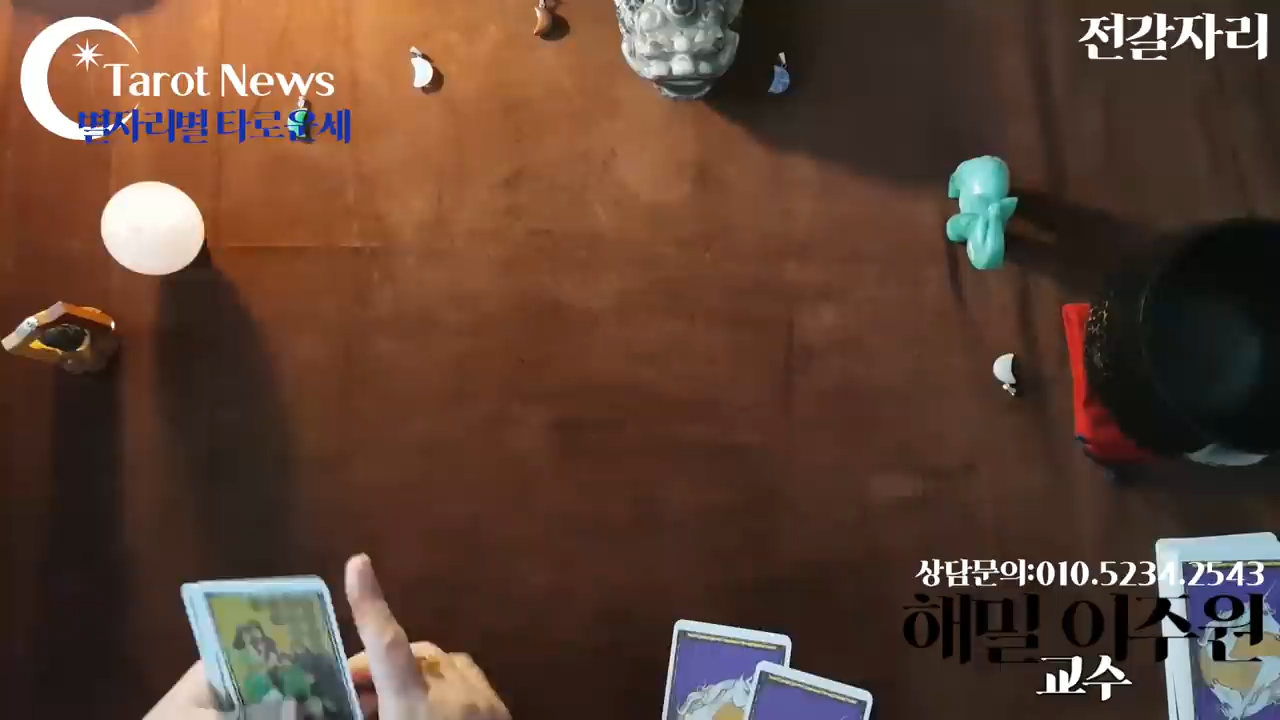 Tarot News
별자리별 타로운세
전갈자리
상담문의:010.5234.2543
해밀 이주원
교수